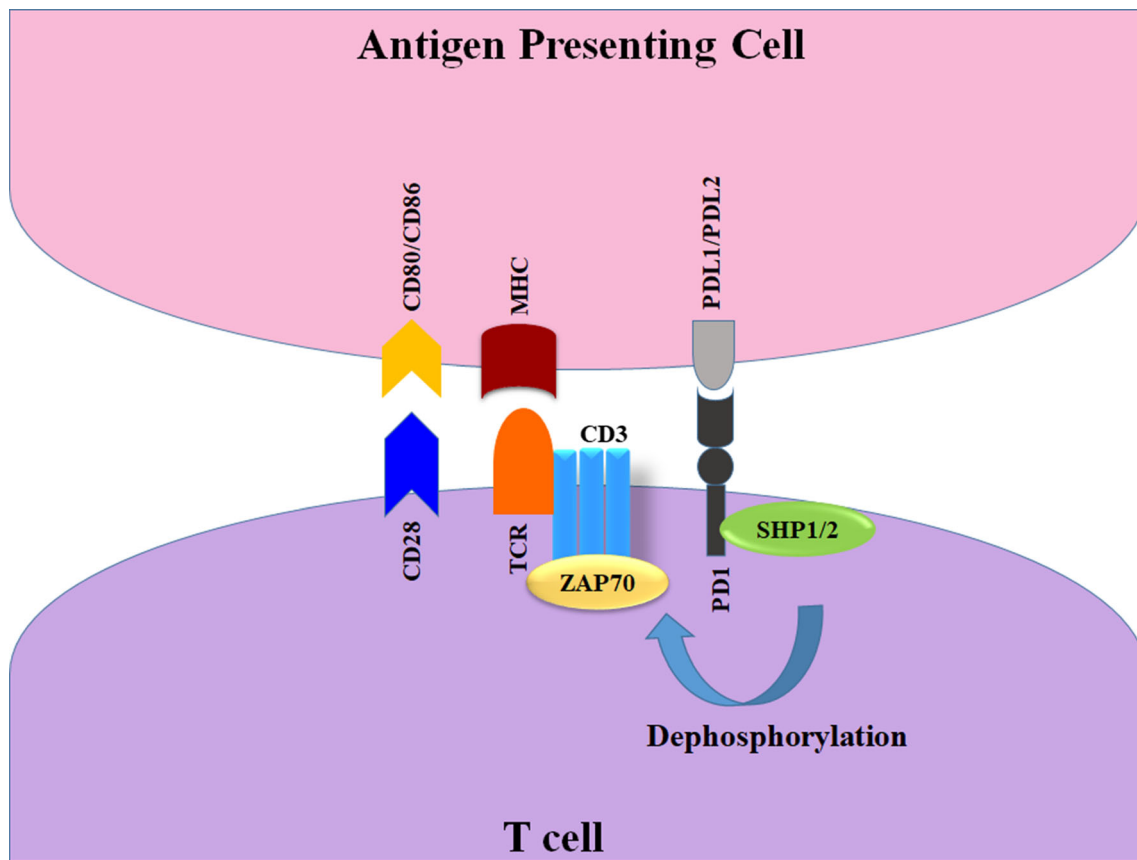 Antigen Presenting Cell
CD80/CD86
MHC
PDL1/PDL2
CD3
CD28
TCR
ZAP70
PD1
SHP1/2
Dephosphorylation
T cell